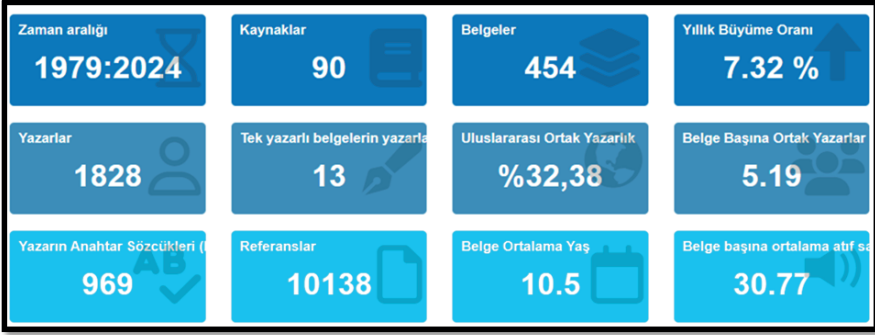 Zaman aralığı
1979:2024
Kaynaklar
90
Belgeler
454
Yıllık Büyüme Oranı
7.32 %
Yazarlar
1828
Tek yazarlı belgelerin yazarla
13
Uluslararası Ortak Yazarlık
%32,38
Belge Başına Ortak Yazarlar
5.19
Yazarın Anahtar Sözcükleri (
969
AB
Referanslar
10138
Belge Ortalama Yaş
10.5
Belge başına ortalama atıf sa
30.77